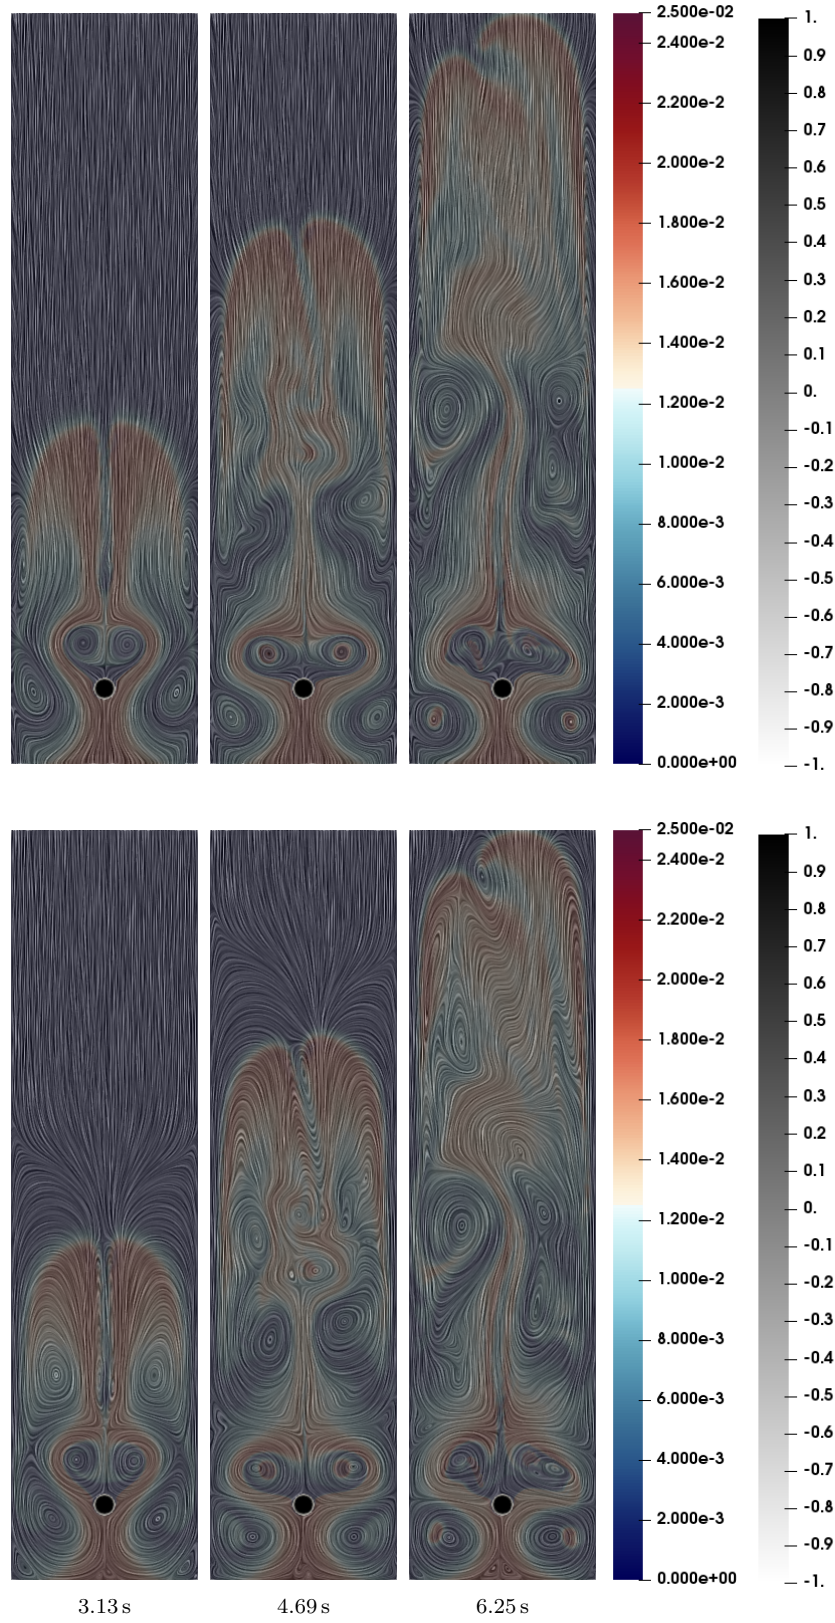 2.500e-02
2.400e-2
2.200e-2
2.000e-2
1.800e-2
1.600e-2
1.400e-2
1.200e-2
1.000e-2
8.000e-3
6.000e-3
4.000e-3
2.000e-3
0.000e+00
1.
0.9
0.8
0.7
0.6
0.5
0.4
0.3
0.2
0.1
0.
-0.1
-0.2
-0.3
-0.4
-0.5
-0.6
-0.7
-0.8
-0.9
-1.
2.500e-02
2.400e-2
2.200e-2
2.000e-2
1.800e-2
1.600e-2
1.400e-2
1.200e-2
1.000e-2
8.000e-3
6.000e-3
4.000e-3
2.000e-3
0.000e+00
1.
0.9
0.8
0.7
0.6
0.5
0.4
0.3
0.2
0.1
0.
-0.1
-0.2
-0.3
-0.4
-0.5
-0.6
-0.7
-0.8
-0.9
-1.
3.13 s 4.69 s 6.25 s